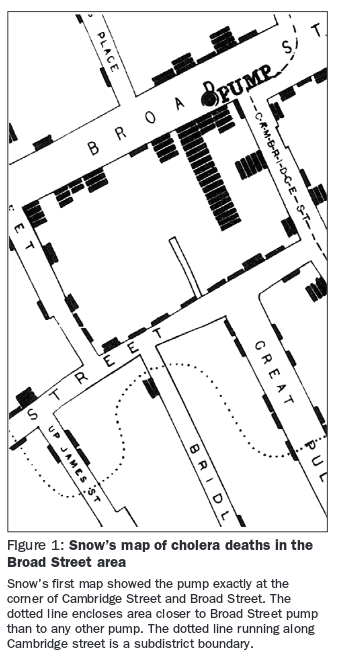 PLACE
BROAD ST
PUMP
CAMBRIDGE ST
ET
STREET
GREAT
PUL
UP JAMES ST
BRIDL
Figure 1: Snow's map of cholera deaths in the
Broad Street area
Snow's first map showed the pump exactly at the
corner of Cambridge Street and Broad Street. The
dotted line encloses area closer to Broad Street pump
than to any other pump. The dotted line running along
Cambridge street is a subdistrict boundary.